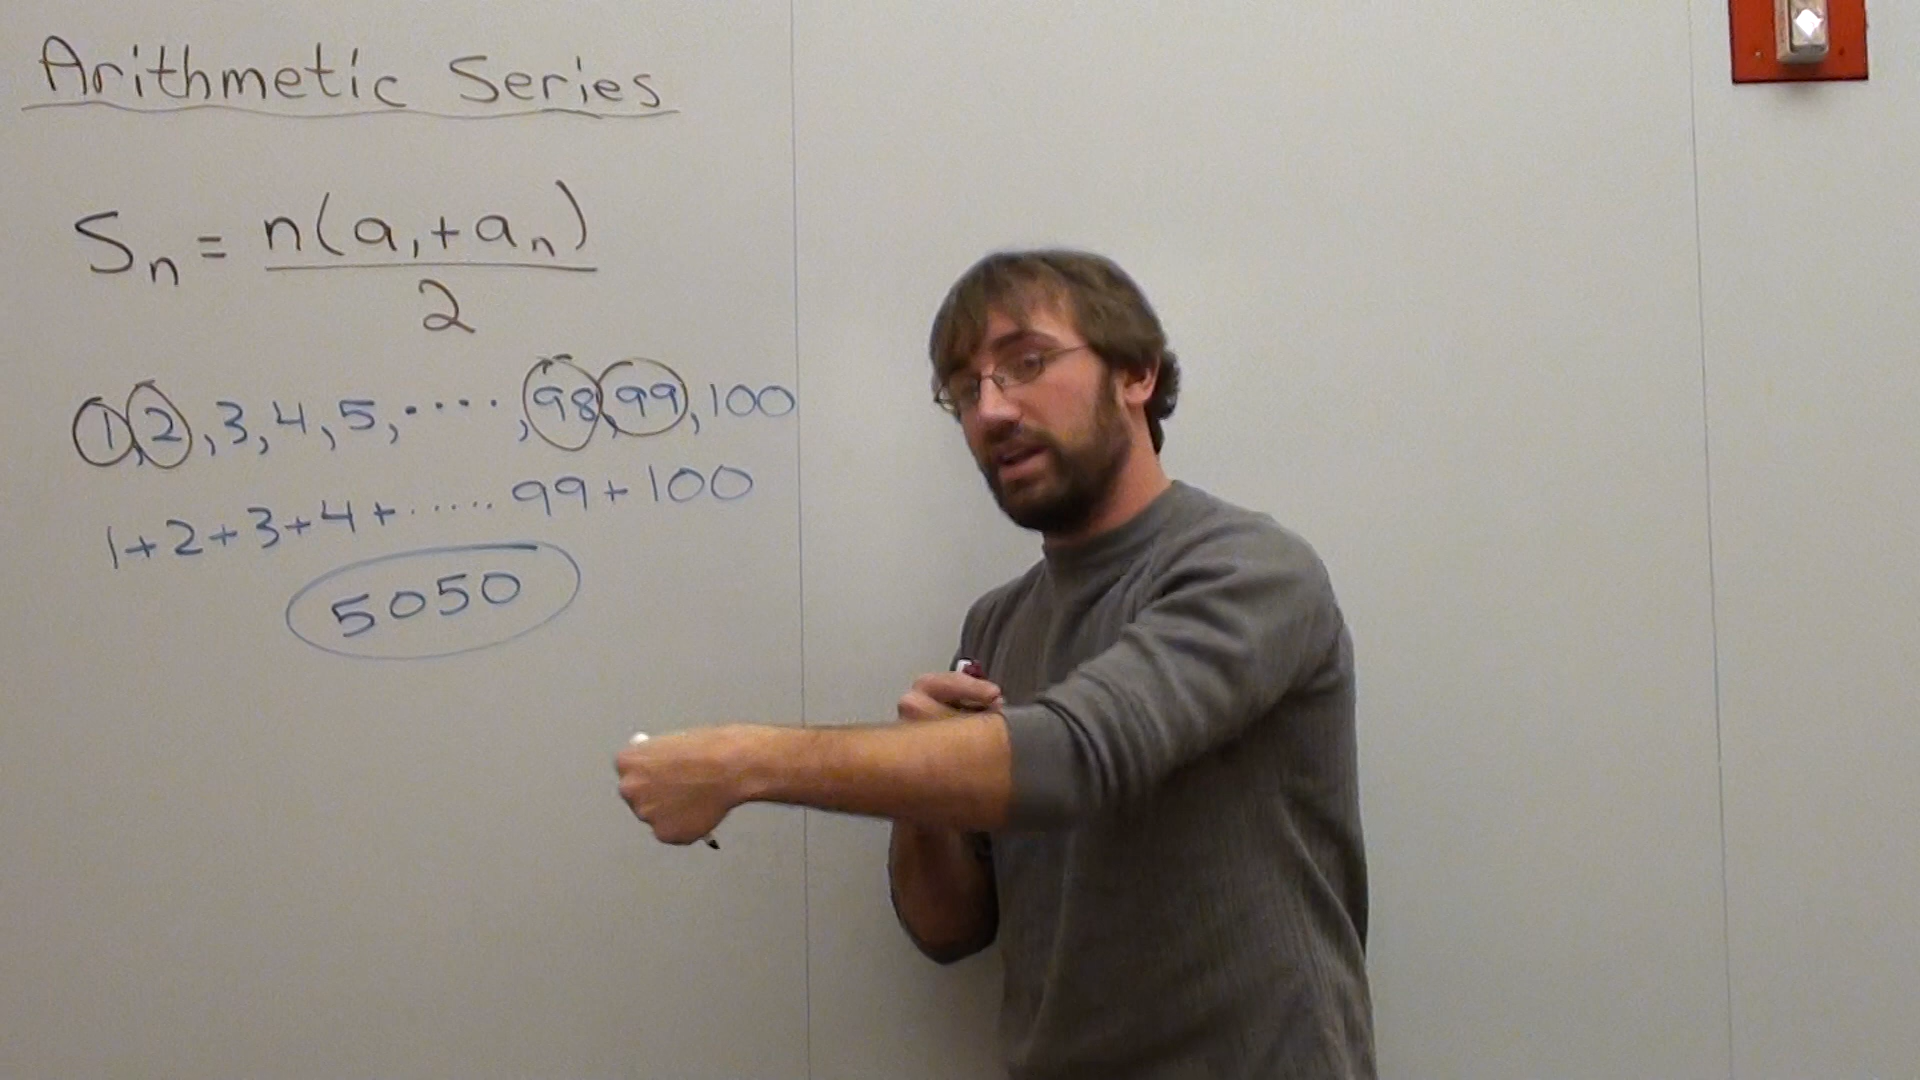 Arithmetic Series
Sₙ = n(a₁+aₙ)
2
1,2,3,4,5,.....,98,99,100
1+2+3+4+...... 99+100
5050